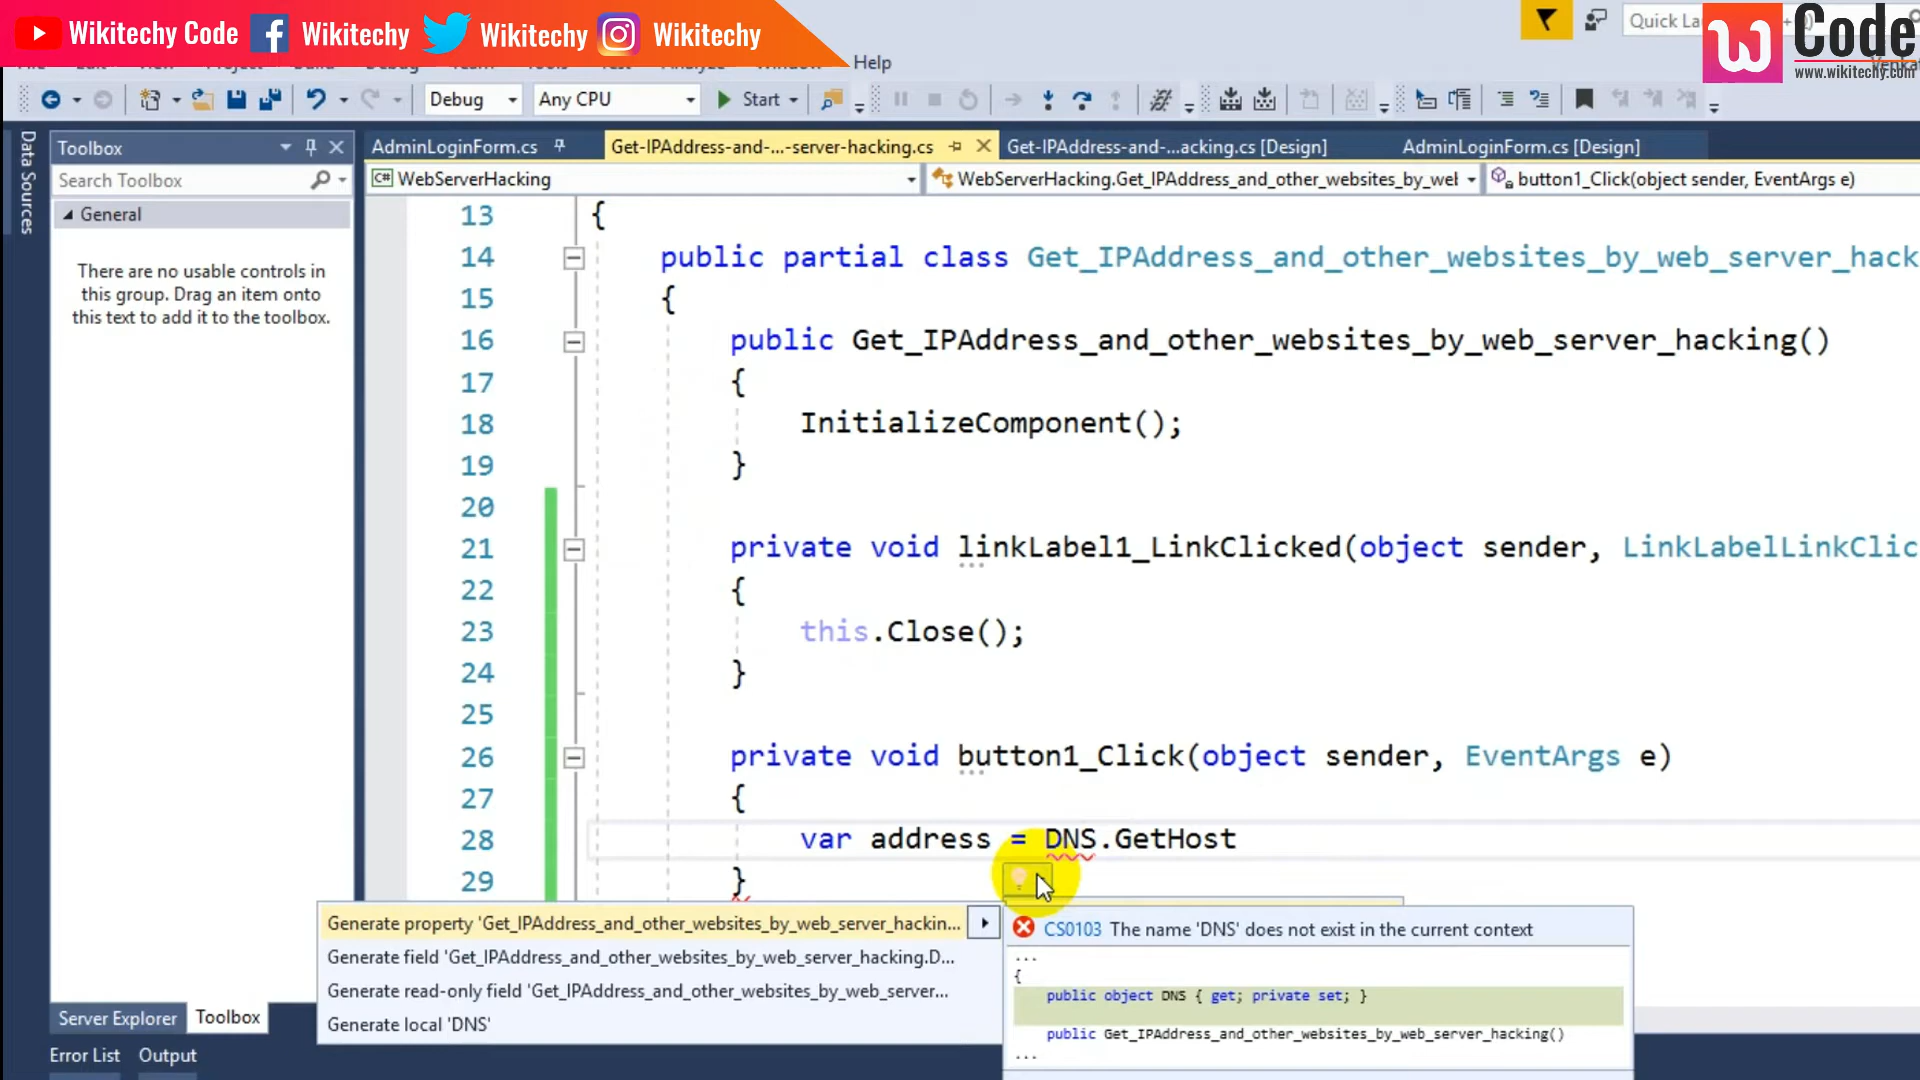 Wikitechy Code
Wikitechy
Wikitechy
Wikitechy
Help
Code
www.wikitechy.com
Debug
Any CPU
Start
Data Sources
Toolbox
Search Toolbox
General
There are no usable controls in
this group. Drag an item onto
this text to add it to the toolbox.
AdminLoginForm.cs
Get-IPAddress-and-...-server-hacking.cs
Get-IPAddress-and-...acking.cs [Design]
AdminLoginForm.cs [Design]
C# WebServerHacking
WebServerHacking.Get_IPAddress_and_other_websites_by_wel
button1_Click(object sender, EventArgs e)
13 {
14 public partial class Get_IPAddress_and_other_websites_by_web_server_hack
15 {
16 public Get_IPAddress_and_other_websites_by_web_server_hacking()
17 {
18 InitializeComponent();
19 }
20
21 private void linkLabel1_LinkClicked(object sender, LinkLabelLinkClic
22 {
23 this.Close();
24 }
25
26 private void button1_Click(object sender, EventArgs e)
27 {
28 var address = DNS.GetHost
29 }
Generate property 'Get_IPAddress_and_other_websites_by_web_server_hackin...
Generate field 'Get_IPAddress_and_other_websites_by_web_server_hacking.D...
Generate read-only field 'Get_IPAddress_and_other_websites_by_web_server...
Generate local 'DNS'
CS0103 The name 'DNS' does not exist in the current context
...
{
public object DNS { get; private set; }
public Get_IPAddress_and_other_websites_by_web_server_hacking()
...
Server Explorer
Toolbox
Error List
Output